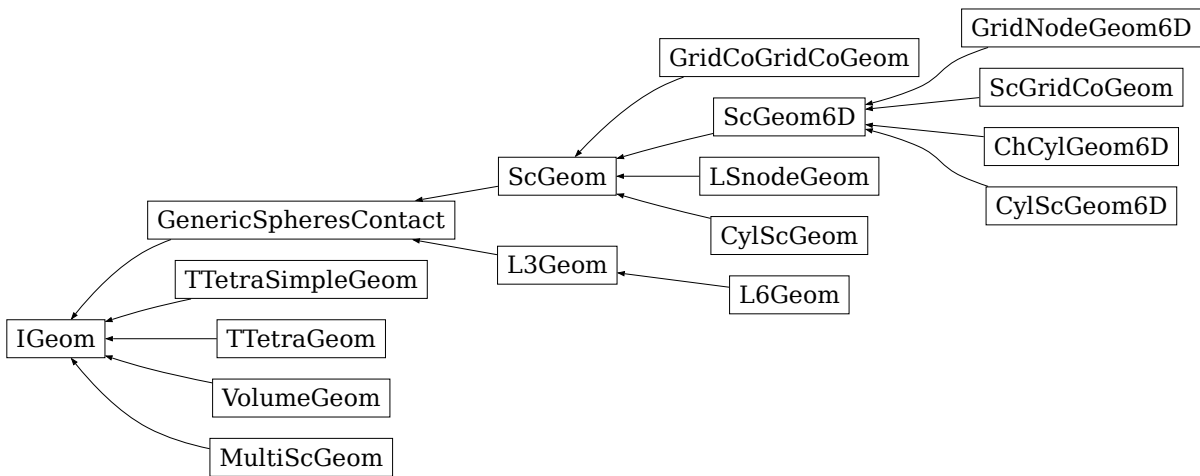 GridNodeGeom6D
GridCoGridCoGeom
ScGridCoGeom
ScGeom6D
ChCylGeom6D
ScGeom
LSnodeGeom
CylScGeom6D
GenericSpheresContact
CylScGeom
L3Geom
TTetraSimpleGeom
L6Geom
IGeom
TTetraGeom
VolumeGeom
MultiScGeom